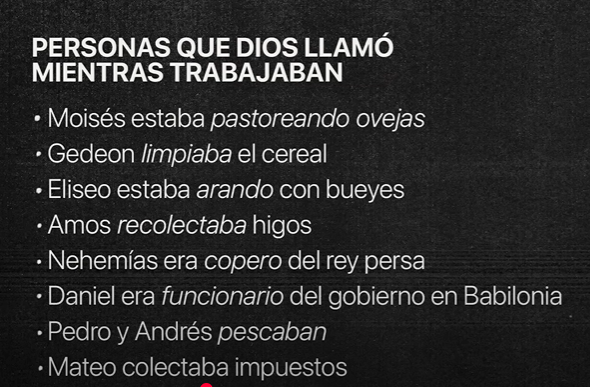 PERSONAS QUE DIOS LLAMÓ
MIENTRAS TRABAJABAN
• Moisés estaba pastoreando ovejas
• Gedeon limpiaba el cereal
• Eliseo estaba arando con bueyes
• Amos recolectaba higos
• Nehemías era copero del rey persa
• Daniel era funcionario del gobierno en Babilonia
• Pedro y Andrés pescaban
• Mateo colectaba impuestos